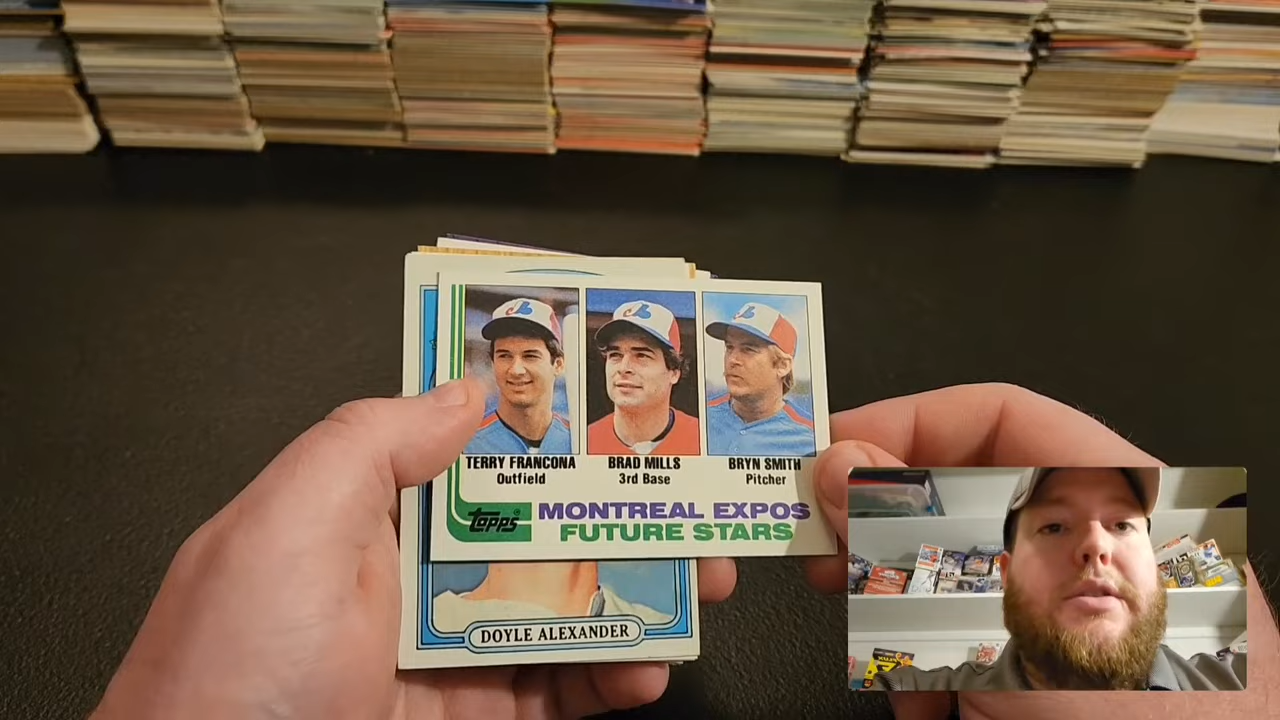 TERRY FRANCONA
Outfield
BRAD MILLS
3rd Base
BRYN SMITH
Pitcher
topps
MONTREAL EXPOS
FUTURE STARS
DOYLE ALEXANDER